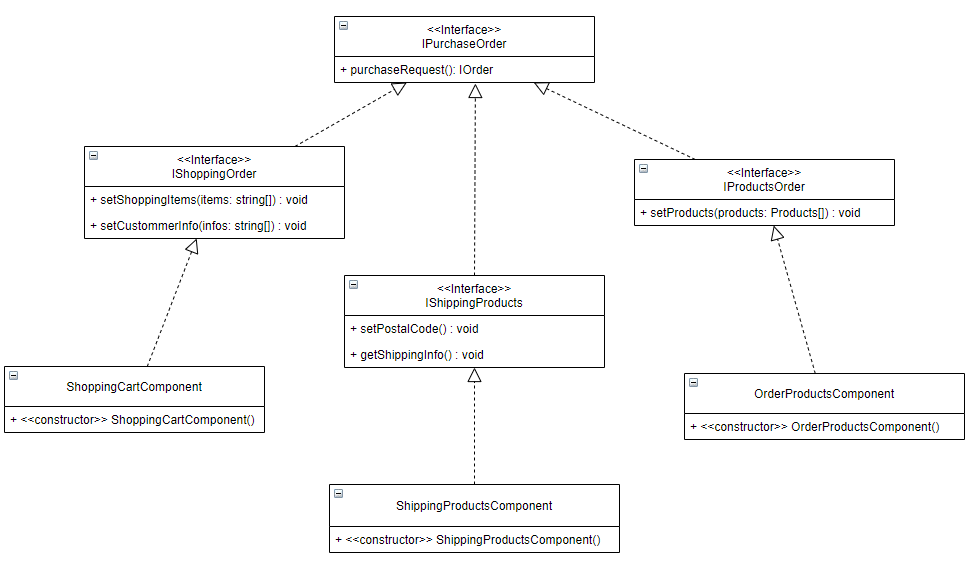 <<Interface>>
IPurchaseOrder
+ purchaseRequest(): IOrder
<<Interface>>
IShoppingOrder
+ setShoppingItems(items: string[]) : void
+ setCustommerInfo(infos: string[]) : void
<<Interface>>
IProductsOrder
+ setProducts(products: Products[]) : void
<<Interface>>
IShippingProducts
+ setPostalCode() : void
+ getShippingInfo() : void
ShoppingCartComponent
+ <<constructor>> ShoppingCartComponent()
OrderProductsComponent
+ <<constructor>> OrderProductsComponent()
ShippingProductsComponent
+ <<constructor>> ShippingProductsComponent()